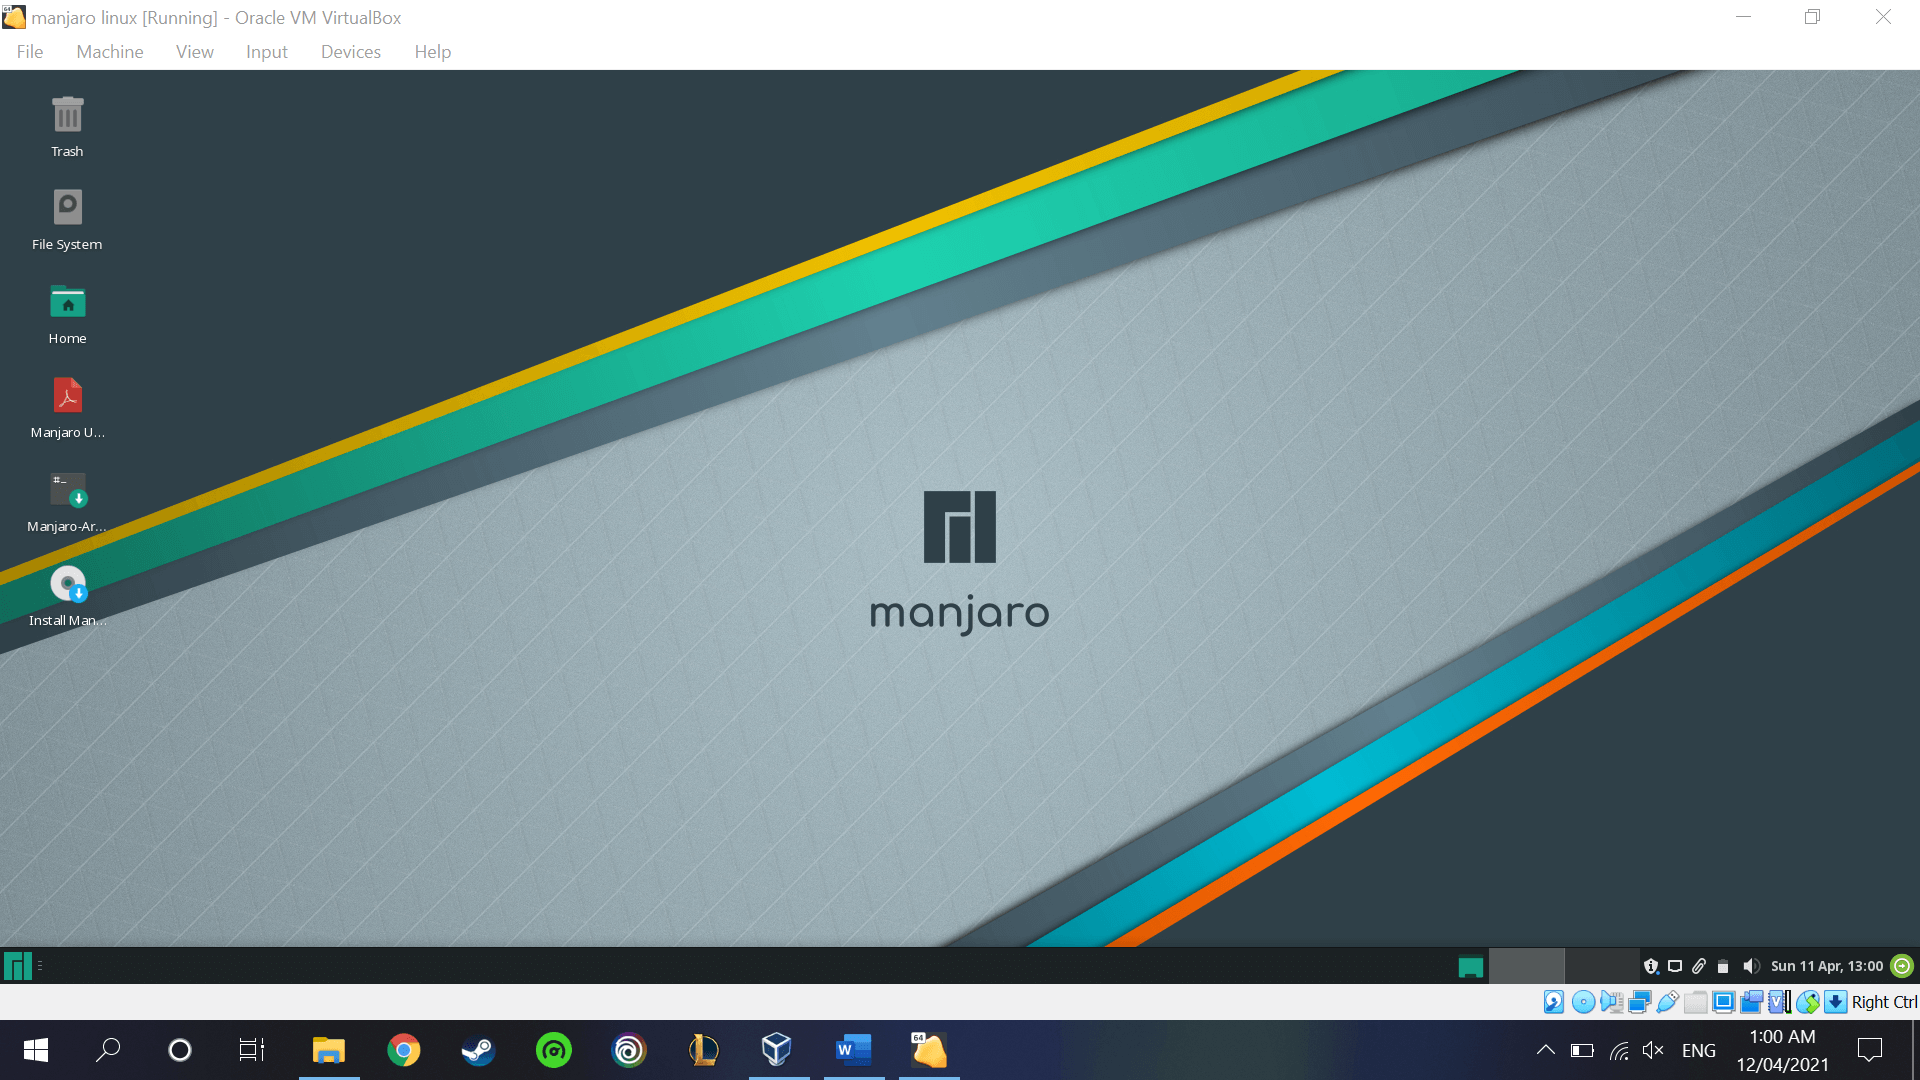 manjaro linux [Running] - Oracle VM VirtualBox
File Machine View Input Devices Help
Trash
File System
Home
Manjaro U...
#_
Manjaro-Ar...
Install Man...
manjaro
Sun 11 Apr, 13:00
Right Ctrl
64
W
ENG
1:00 AM
12/04/2021